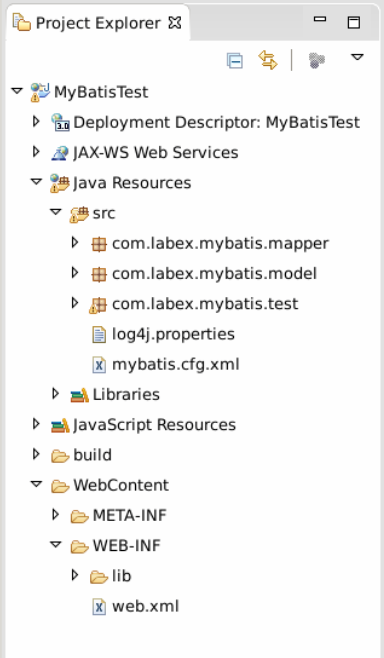 Project Explorer
MyBatisTest
3.0 Deployment Descriptor: MyBatisTest
JAX-WS Web Services
Java Resources
src
com.labex.mybatis.mapper
com.labex.mybatis.model
com.labex.mybatis.test
log4j.properties
mybatis.cfg.xml
Libraries
JavaScript Resources
build
WebContent
META-INF
WEB-INF
lib
web.xml